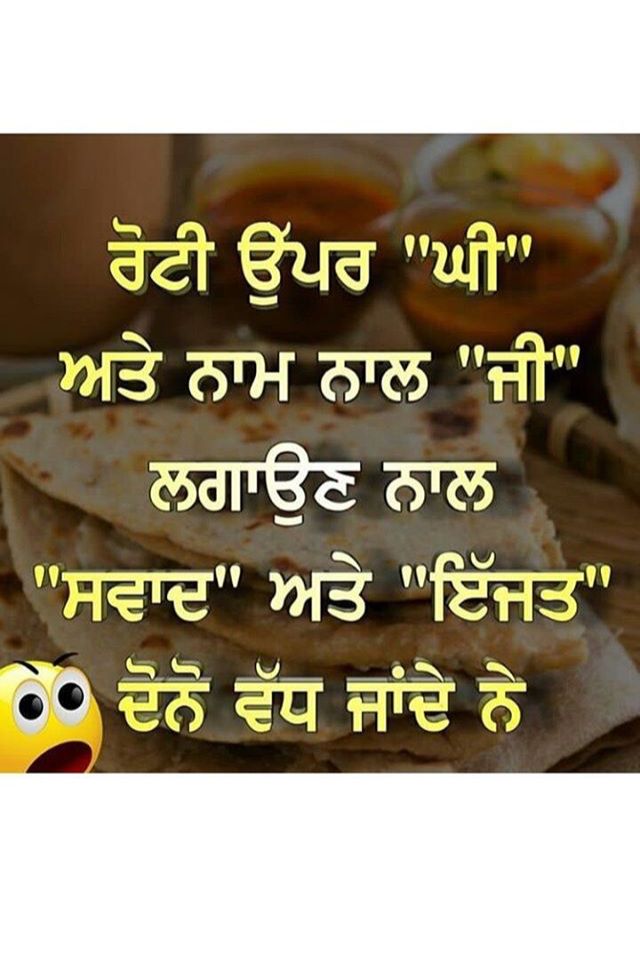 ਰੋਟੀ ਉੱਪਰ "ਘੀ"
ਅਤੇ ਨਾਮ ਨਾਲ "ਜੀ"
ਲਗਾਉਣ ਨਾਲ
"ਸਵਾਦ" ਅਤੇ "ਇੱਜਤ"
ਦੋਨੋ ਵੱਧ ਜਾਂਦੇ ਨੇ